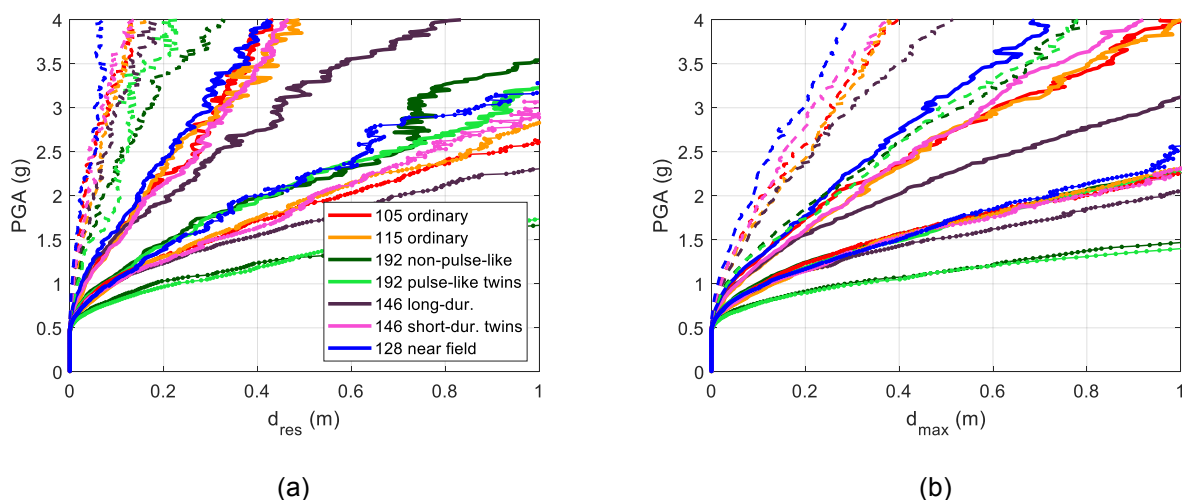 4
3.5
3
2.5
2
1.5
1
0.5
0
PGA (g)
0
0.2
0.4
0.6
0.8
1
d_res (m)
105 ordinary
115 ordinary
192 non-pulse-like
192 pulse-like twins
146 long-dur.
146 short-dur. twins
128 near field
(a)
4
3.5
3
2.5
2
1.5
1
0.5
0
PGA (g)
0
0.2
0.4
0.6
0.8
1
d_max (m)
(b)